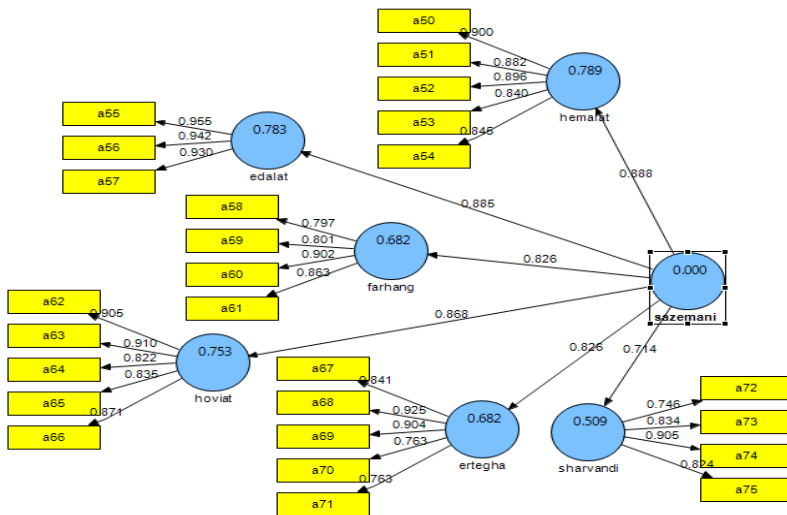 a50
a51
a52
a53
a54
0.900
0.882
0.896
0.840
0.845
0.789
hemalat
0.888
a55
a56
a57
0.955
0.942
0.930
0.783
edalat
0.885
a58
a59
a60
a61
0.797
0.801
0.902
0.863
0.682
farhang
0.826
0.000
sazemani
a62
a63
a64
a65
a66
0.905
0.910
0.822
0.835
0.871
0.753
hoviat
0.868
a67
a68
a69
a70
a71
0.841
0.925
0.904
0.763
0.763
0.682
ertegha
0.826
0.714
0.509
sharvandi
0.746
0.834
0.905
0.824
a72
a73
a74
a75